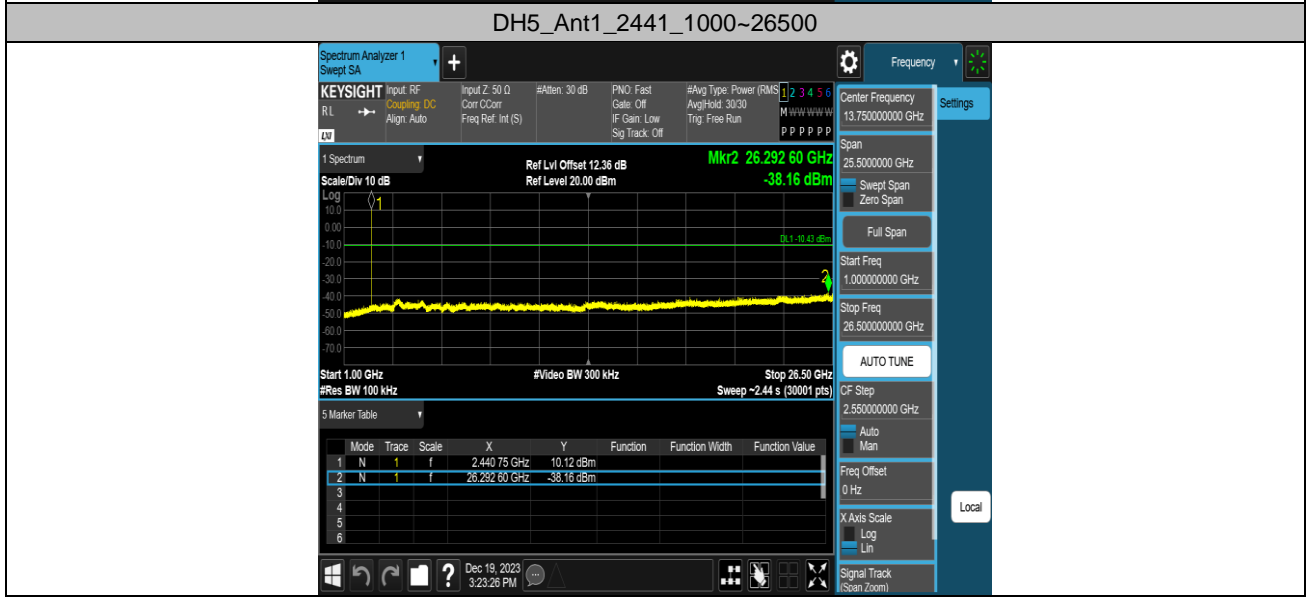 DH5_Ant1_2441_1000~26500
Spectrum Analyzer 1
Swept SA
Frequency
KEYSIGHT
R L
LXI
Input: RF
Coupling: DC
Align: Auto
Input Z: 50 Ω
Corr CCorr
Freq Ref: Int (S)
#Atten: 30 dB
PNO: Fast
Gate: Off
IF Gain: Low
Sig Track: Off
#Avg Type: Power (RMS
Avg|Hold: 30/30
Trig: Free Run
1 2 3 4 5 6
M W W W W W
P P P P P P
1 Spectrum
Scale/Div 10 dB
Ref Lvl Offset 12.36 dB
Ref Level 20.00 dBm
Mkr2 26.292 60 GHz
-38.16 dBm
Log
1
10.0
0.00
-10.0
DL1 -10.43 dBm
-20.0
2
-30.0
-40.0
-50.0
-60.0
-70.0
Start 1.00 GHz
#Video BW 300 kHz
Stop 26.50 GHz
#Res BW 100 kHz
Sweep ~2.44 s (30001 pts)
5 Marker Table
Mode Trace Scale X Y Function Function Width Function Value
1 N 1 f 2.440 75 GHz 10.12 dBm
2 N 1 f 26.292 60 GHz -38.16 dBm
3
4
5
6
Dec 19, 2023
3:23:26 PM
Center Frequency
13.750000000 GHz
Settings
Span
25.5000000 GHz
Swept Span
Zero Span
Full Span
Start Freq
1.000000000 GHz
Stop Freq
26.500000000 GHz
AUTO TUNE
CF Step
2.550000000 GHz
Auto
Man
Freq Offset
0 Hz
Local
X Axis Scale
Log
Lin
Signal Track
(Span Zoom)